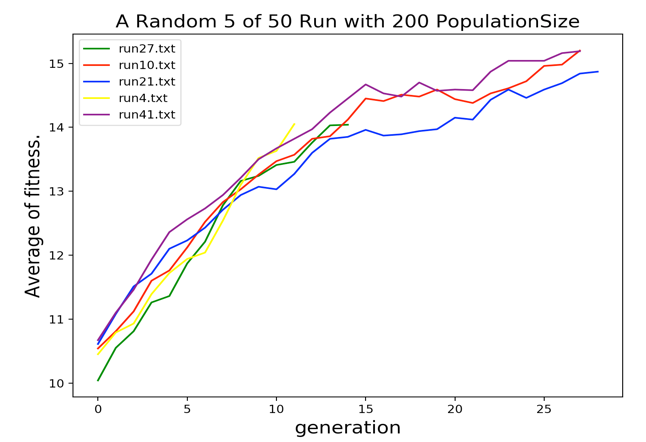 A Random 5 of 50 Run with 200 PopulationSize
run27.txt
run10.txt
run21.txt
run4.txt
run41.txt
Average of fitness.
15
14
13
12
11
10
0 5 10 15 20 25
generation